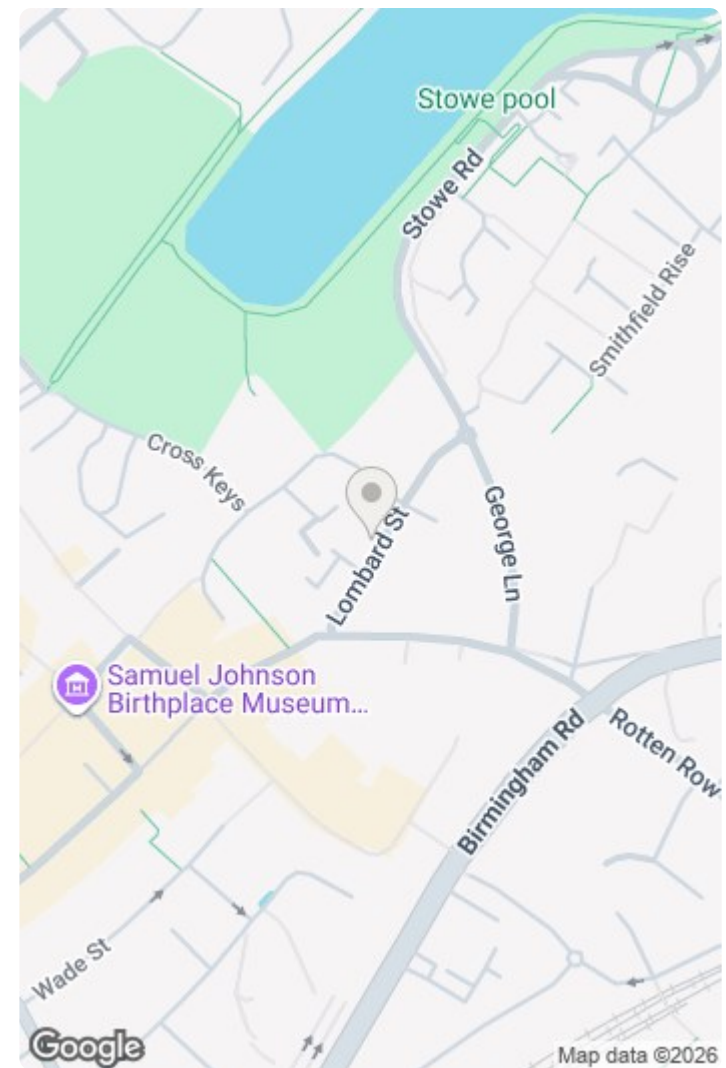 Stowe pool
Stowe Rd
Smithfield Rise
Cross Keys
George Ln
Lombard St
Samuel Johnson
Birthplace Museum...
Rotten Row
Birmingham Rd
Wade St
Google
Map data ©2026